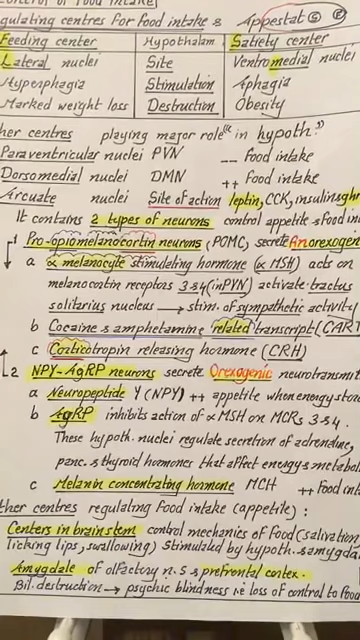 Control of food intake
gulating centres for food intake & Appestat
Feeding center Hypothalam. Satiety center
Lateral nuclei Site Ventromedial nuclei
Hyperphagia Stimulation Aphagia
Marked weight loss Destruction Obesity
her centres playing major role in hypoth.
Paraventricular nuclei PVN -- Food intake
Dorsomedial nuclei DMN ++ Food intake
Arcuate nuclei Site of action leptin, CCK, insulin & ghr
It contains 2 types of neurons control appetite & food in
1 Pro-opiomelanocortin neurons (POMC, secrete Anorexogen
a α melanocyte stimulating hormone (α MSH) acts on
melanocortin receptors 3 & 4 (in PVN) activate tractus
solitarius nucleus → stim. of sympathetic activity
b Cocaine & amphetamine related transcript (CART
c Corticotropin releasing hormone (CRH)
2 NPY-AgRP neurons secrete Orexogenic neurotransmit
a Neuropeptide Y (NPY) ++ appetite when energy store
b AgRP inhibits action of α MSH on MCRs 3 & 4.
These hypoth. nuclei regulate secretion of adrenaline,
panc. & thyroid hormones that affect energy & metabol
c Melanin concentrating hormone MCH ++ Food int
ther centres regulating food intake (appetite) :
Centers in brain stem control mechanics of food (salivation,
licking lips, swallowing) Stimulated by hypoth. & amygdal
Amygdale of olfactory n. s & prefrontal cortex.
Bil. destruction → psychic blindness i.e loss of control to food